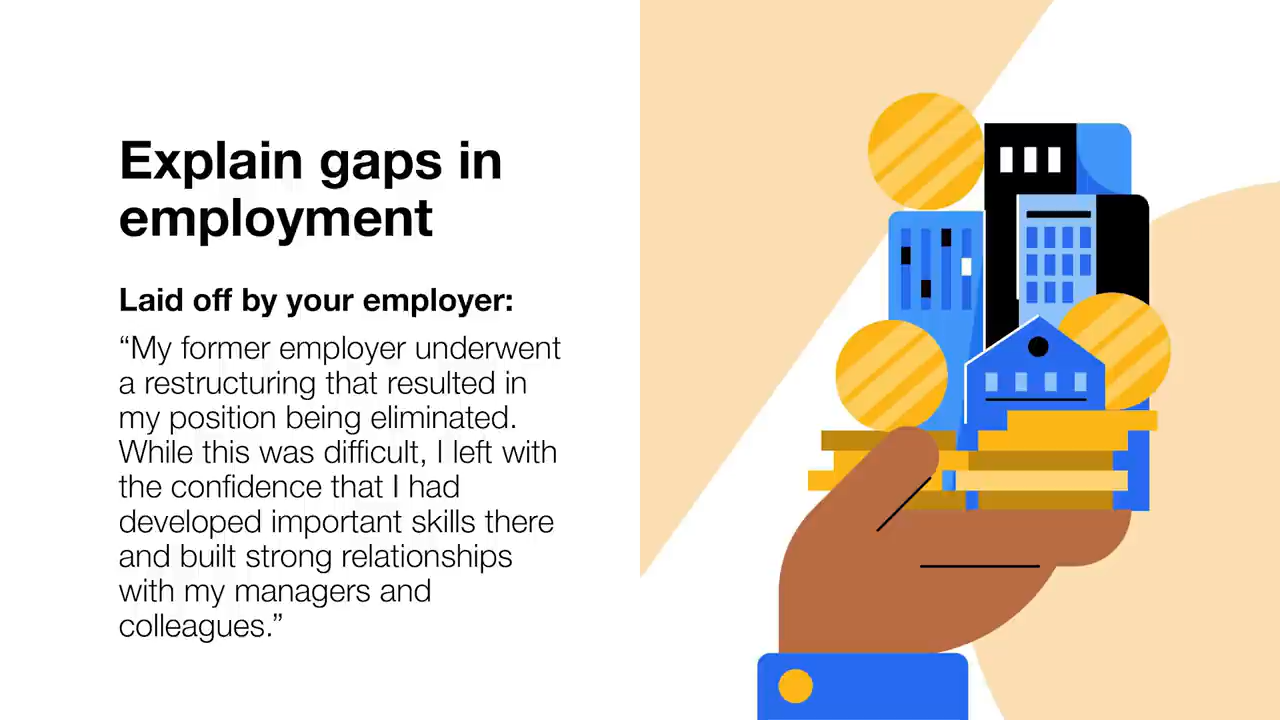 Explain gaps in
employment
Laid off by your employer:
“My former employer underwent
a restructuring that resulted in
my position being eliminated.
While this was difficult, I left with
the confidence that I had
developed important skills there
and built strong relationships
with my managers and
colleagues.”